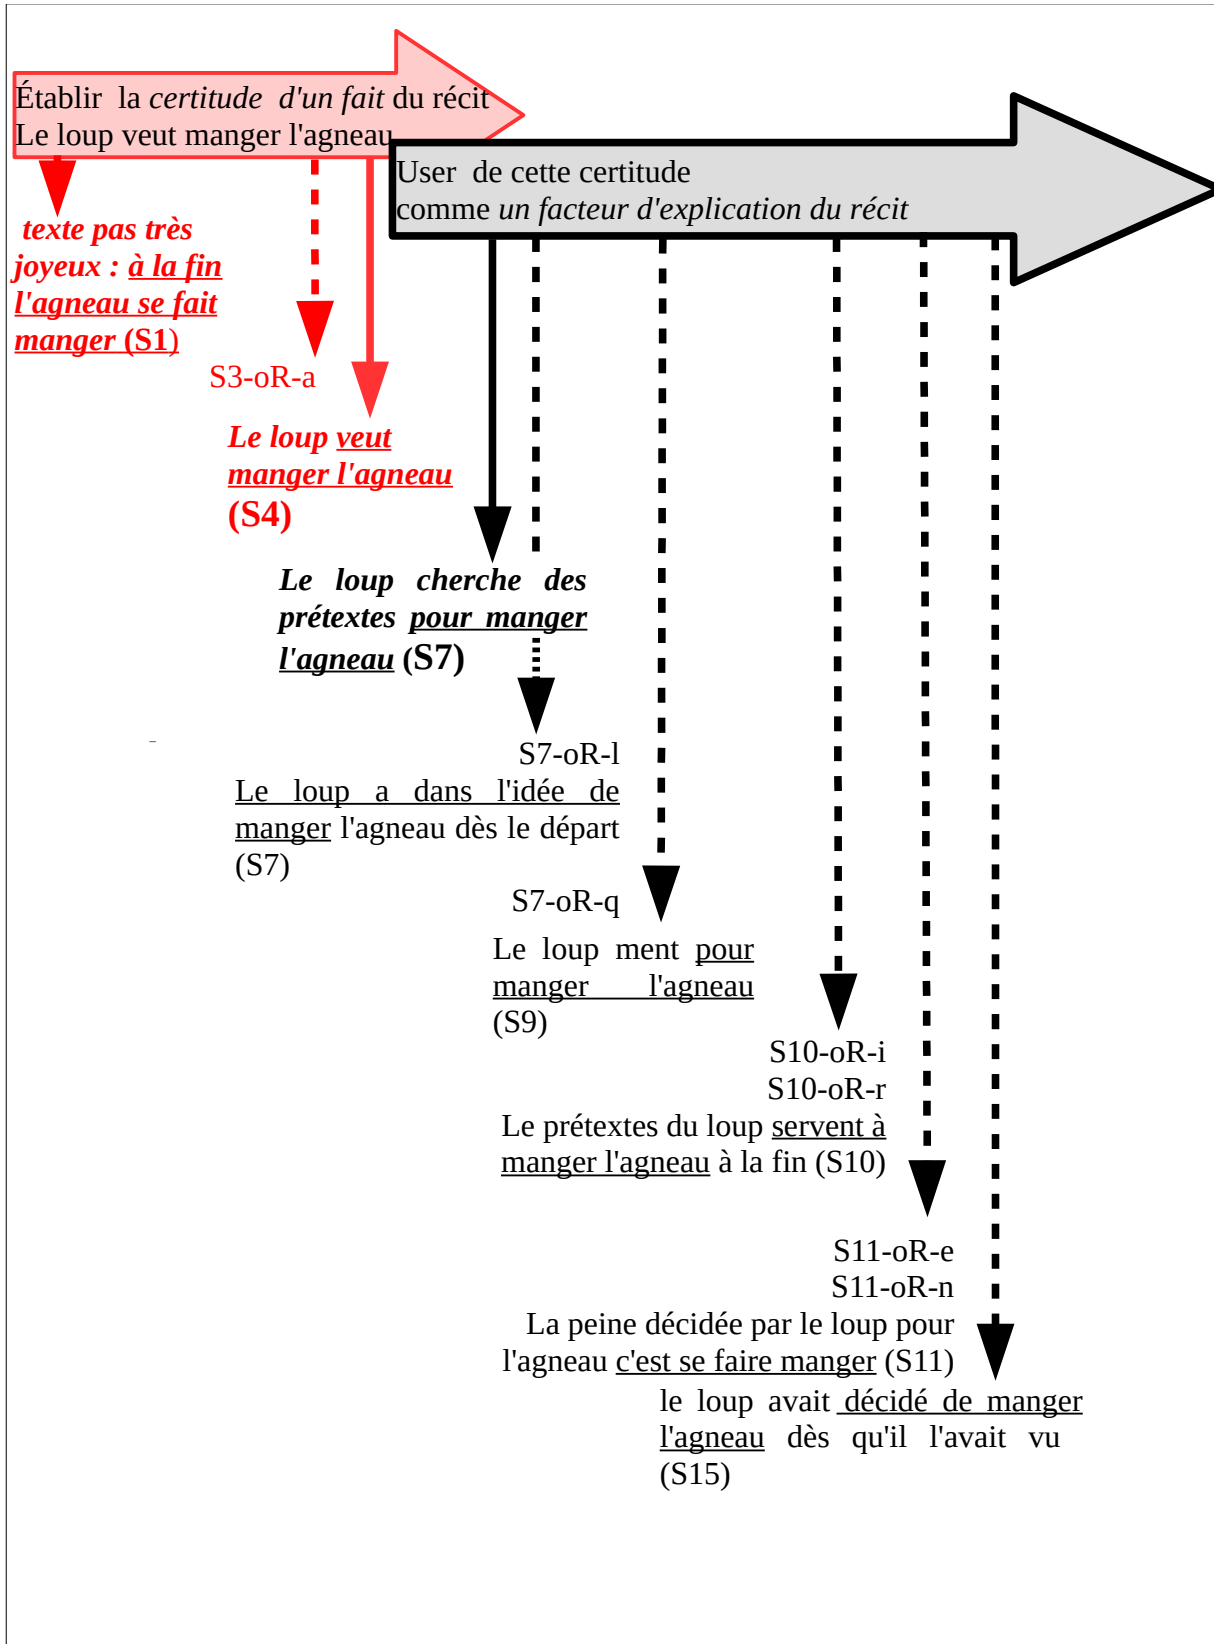 Établir la certitude d'un fait du récit
Le loup veut manger l'agneau
User de cette certitude
comme un facteur d'explication du récit
texte pas très
joyeux : à la fin
l'agneau se fait
manger (S1)
S3-oR-a
Le loup veut
manger l'agneau
(S4)
Le loup cherche des
prétextes pour manger
l'agneau (S7)
S7-oR-l
Le loup a dans l'idée de
manger l'agneau dès le départ
(S7)
S7-oR-q
Le loup ment pour
manger l'agneau
(S9)
S10-oR-i
S10-oR-r
Le prétextes du loup servent à
manger l'agneau à la fin (S10)
S11-oR-e
S11-oR-n
La peine décidée par le loup pour
l'agneau c'est se faire manger (S11)
le loup avait décidé de manger
l'agneau dès qu'il l'avait vu
(S15)